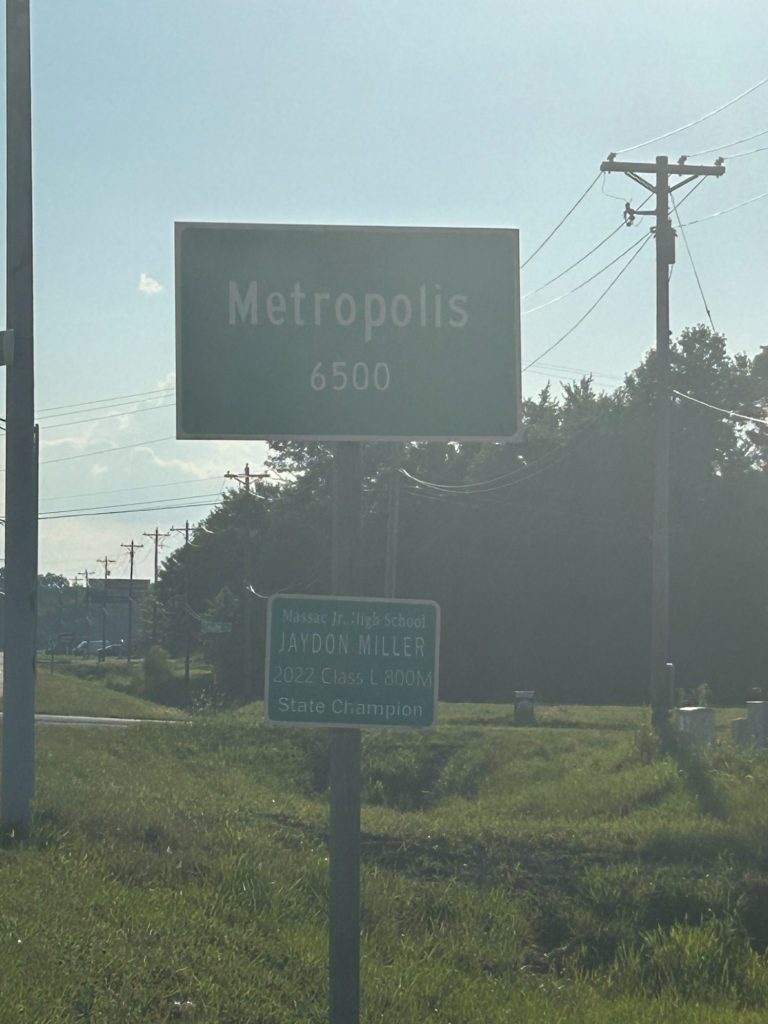 Metropolis
6500
Massac Jr. High School
JAYDON MILLER
2022 Class L 800M
State Champion